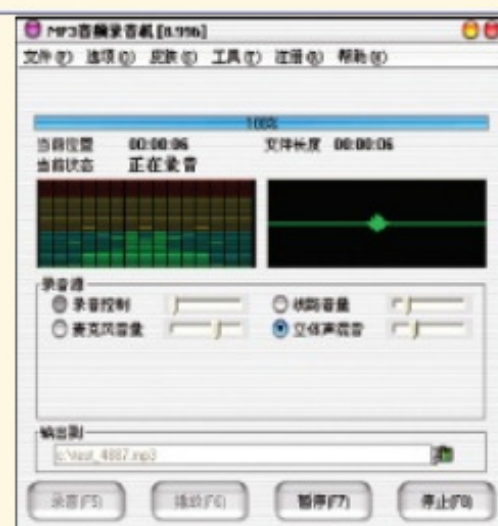 MP3音频录音机 [8.996]
文件(F) 选项(O) 皮肤(S) 工具(T) 注册(R) 帮助(H)
100%
当前位置 00:00:06 文件长度 00:00:06
当前状态 正在录音
录音源
录音控制 线路音量
麦克风音量 立体声混音
输出到
c:\test_4887.mp3
录音(F5) 播放(F6) 暂停(F7) 停止(F8)